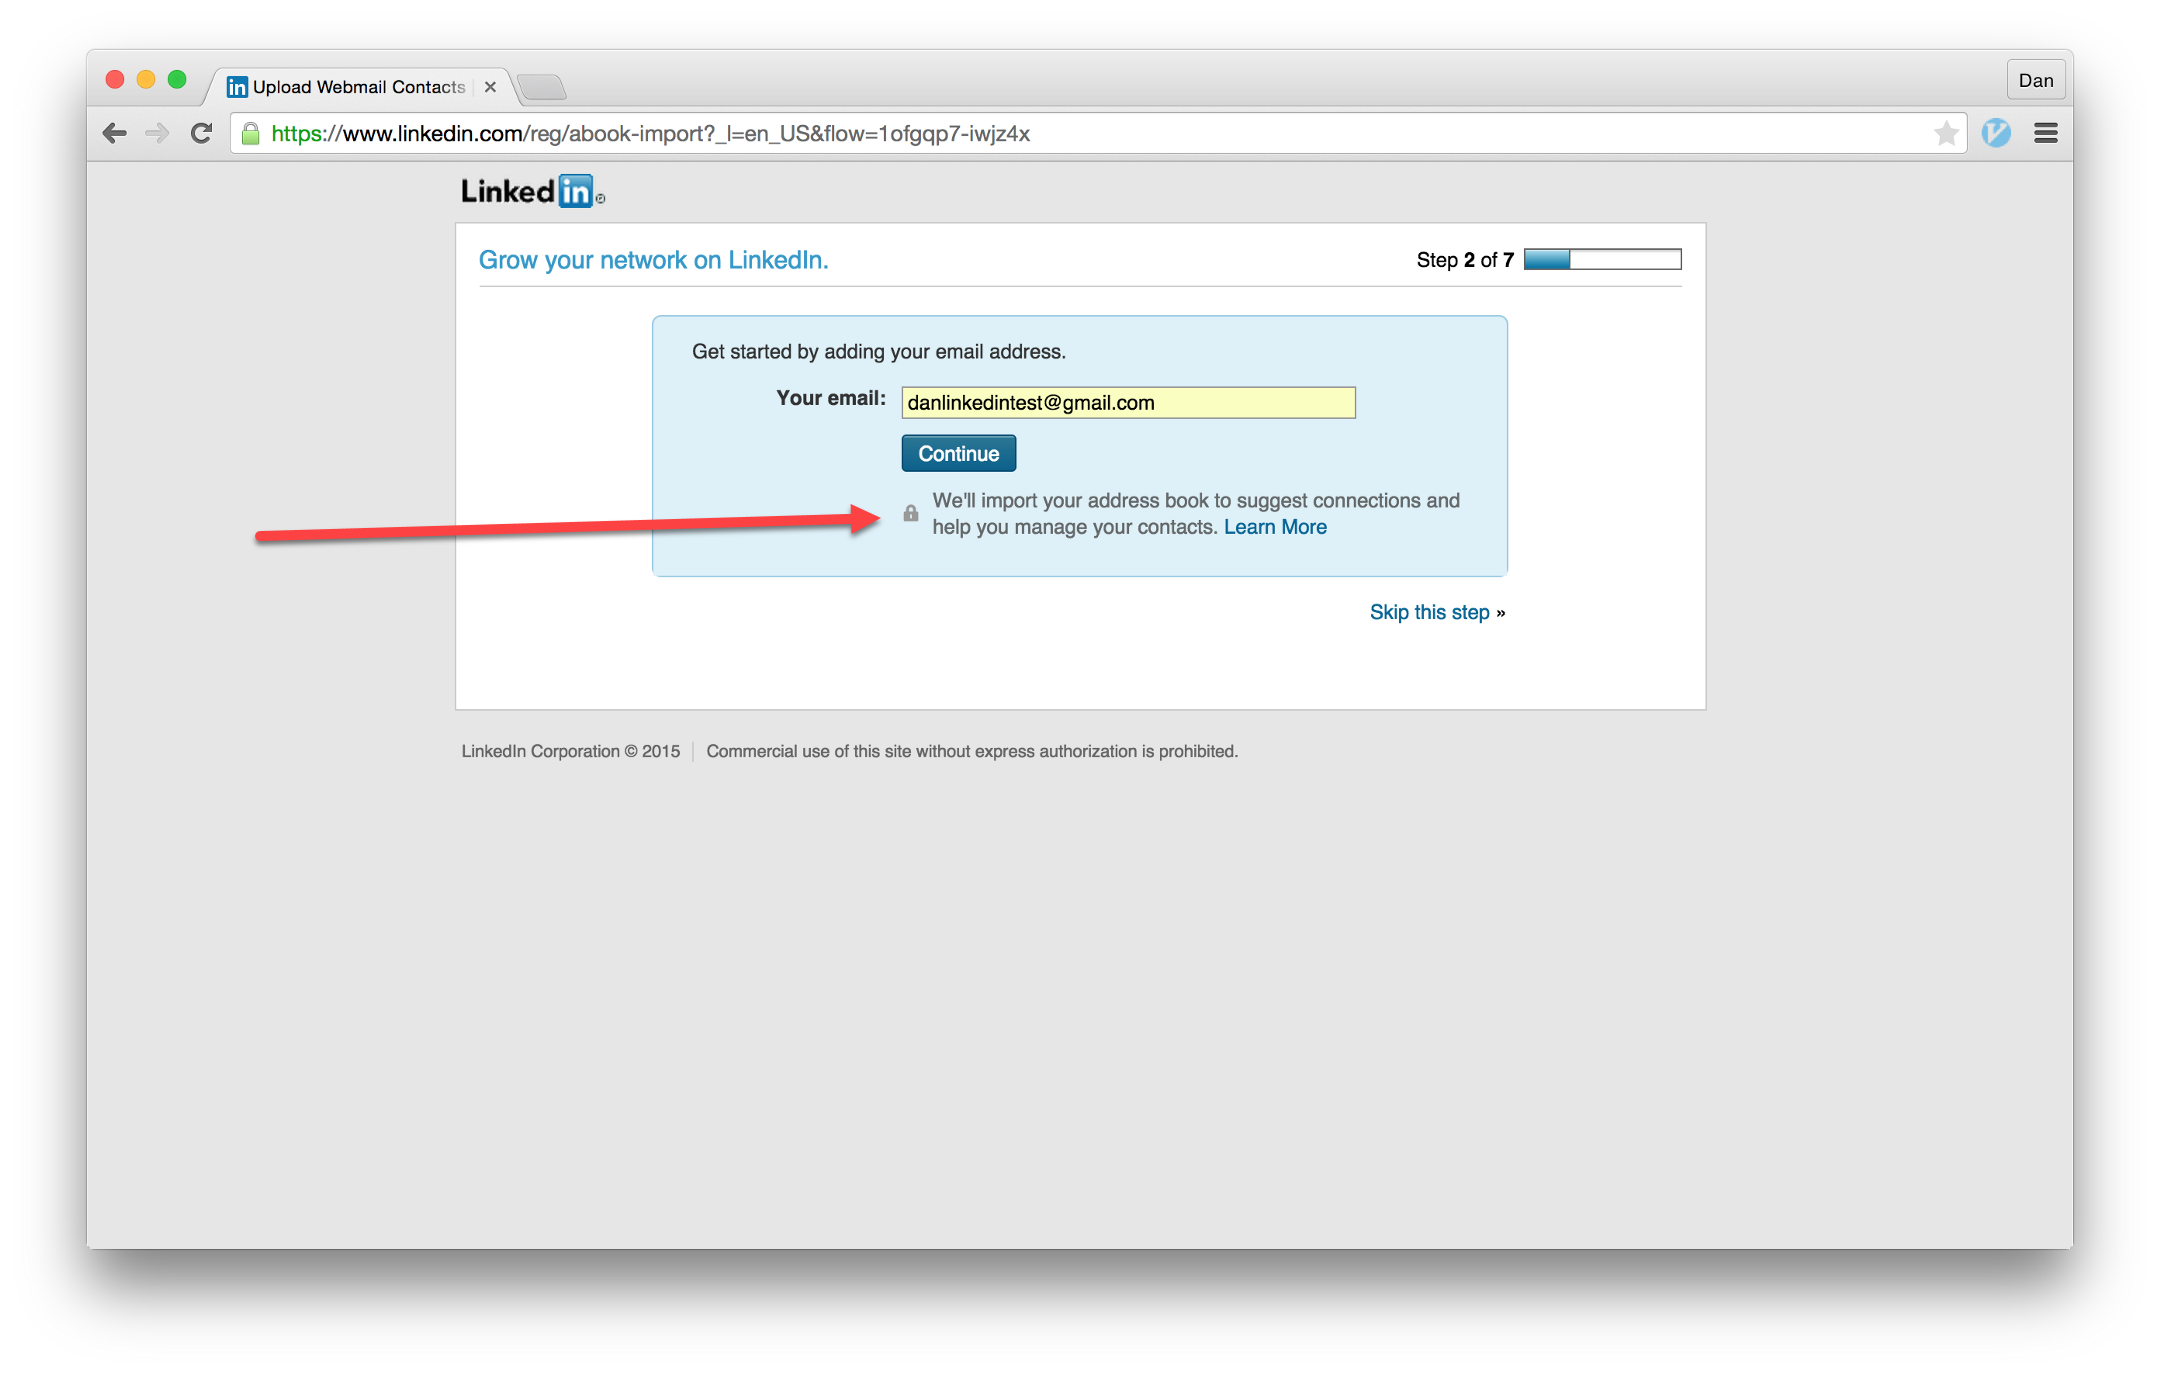 Upload Webmail Contacts
Dan
https://www.linkedin.com/reg/abook-import?_l=en_US&flow=1ofgqp7-iwjz4x
Linked in
Grow your network on LinkedIn.
Step 2 of 7
Get started by adding your email address.
Your email: danlinkedintest@gmail.com
Continue
We'll import your address book to suggest connections and
help you manage your contacts. Learn More
Skip this step »
LinkedIn Corporation © 2015 | Commercial use of this site without express authorization is prohibited.